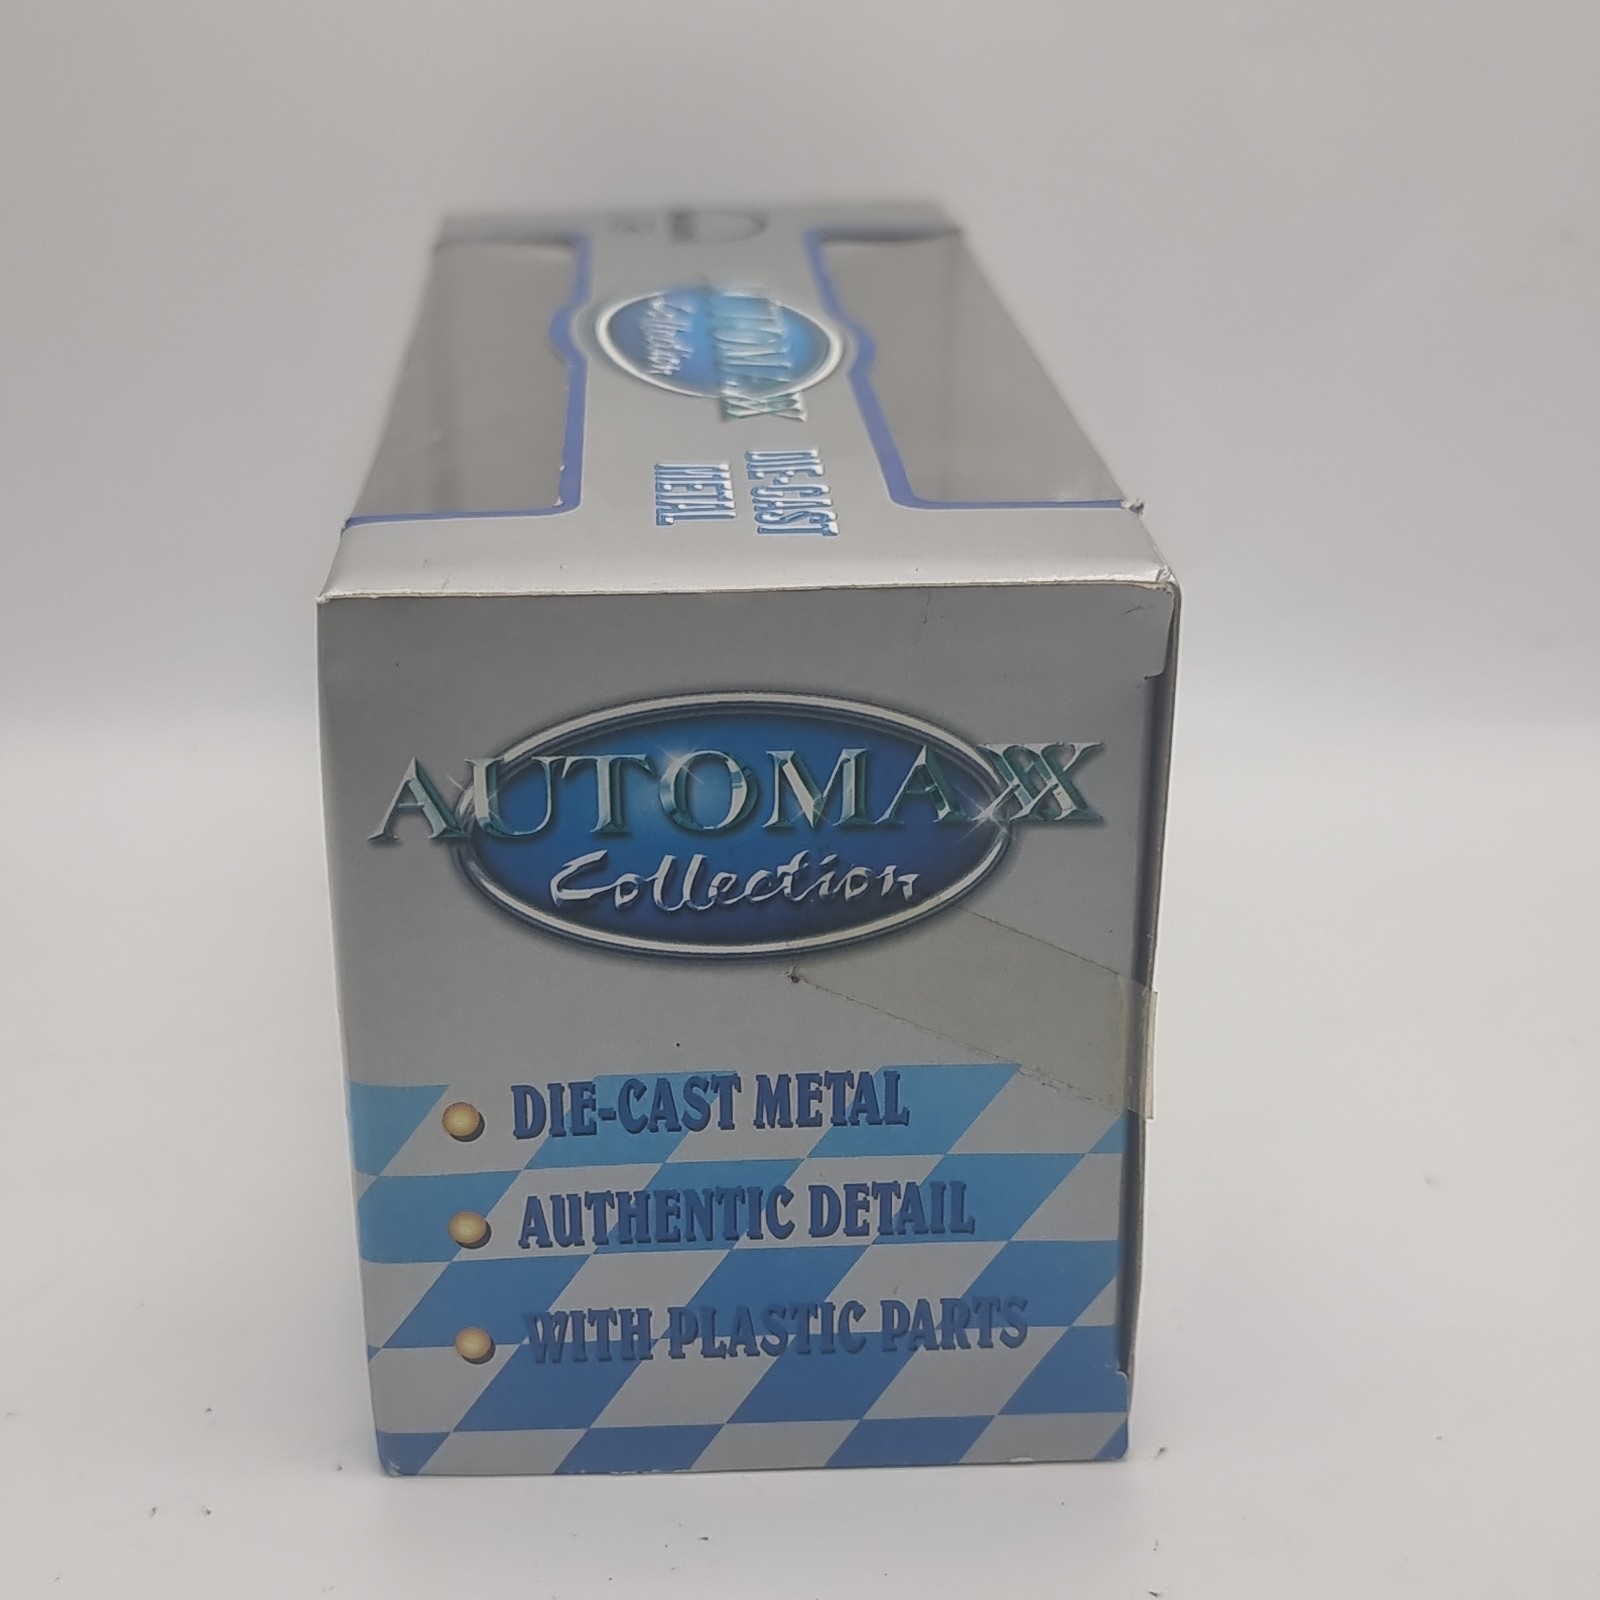 AUTOMAXX
Collection
DIE-CAST
METAL
AUTOMAXX
Collection
DIE-CAST METAL
AUTHENTIC DETAIL
WITH PLASTIC PARTS